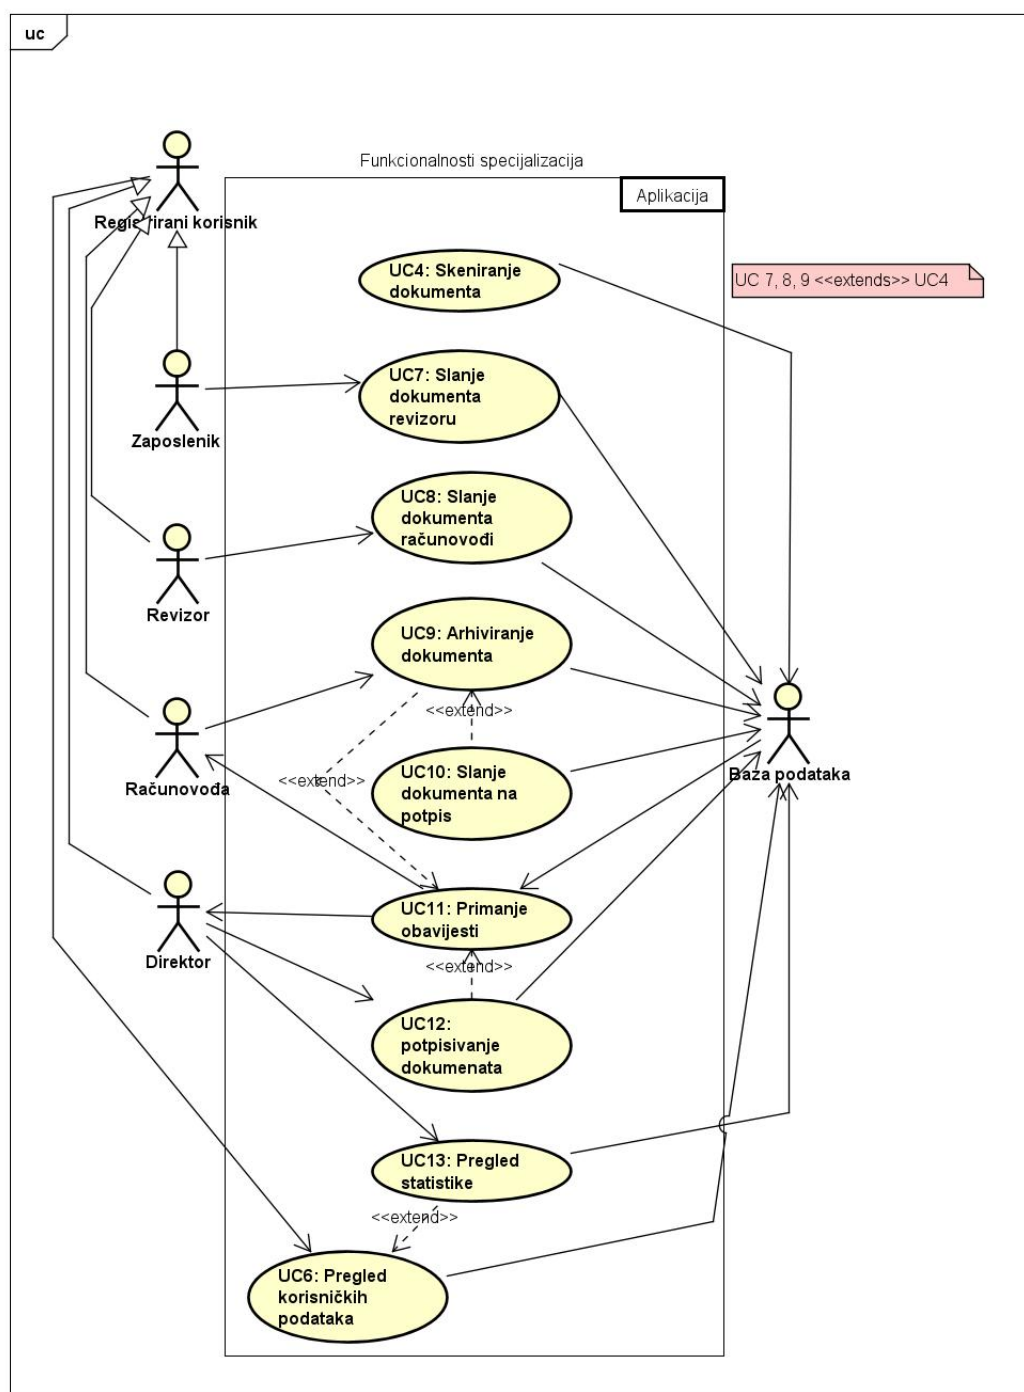 uc
Funkcionalnosti specijalizacija
Aplikacija
Registrirani korisnik
UC4: Skeniranje
dokumenta
UC 7, 8, 9 <<extends>> UC4
UC7: Slanje
dokumenta
revizoru
Zaposlenik
UC8: Slanje
dokumenta
računovođi
Revizor
UC9: Arhiviranje
dokumenta
<<extend>>
Računovođa
<<extend>>
UC10: Slanje
dokumenta na
potpis
Baza podataka
UC11: Primanje
obavijesti
Direktor
<<extend>>
UC12:
potpisivanje
dokumenata
UC13: Pregled
statistike
<<extend>>
UC6: Pregled
korisničkih
podataka